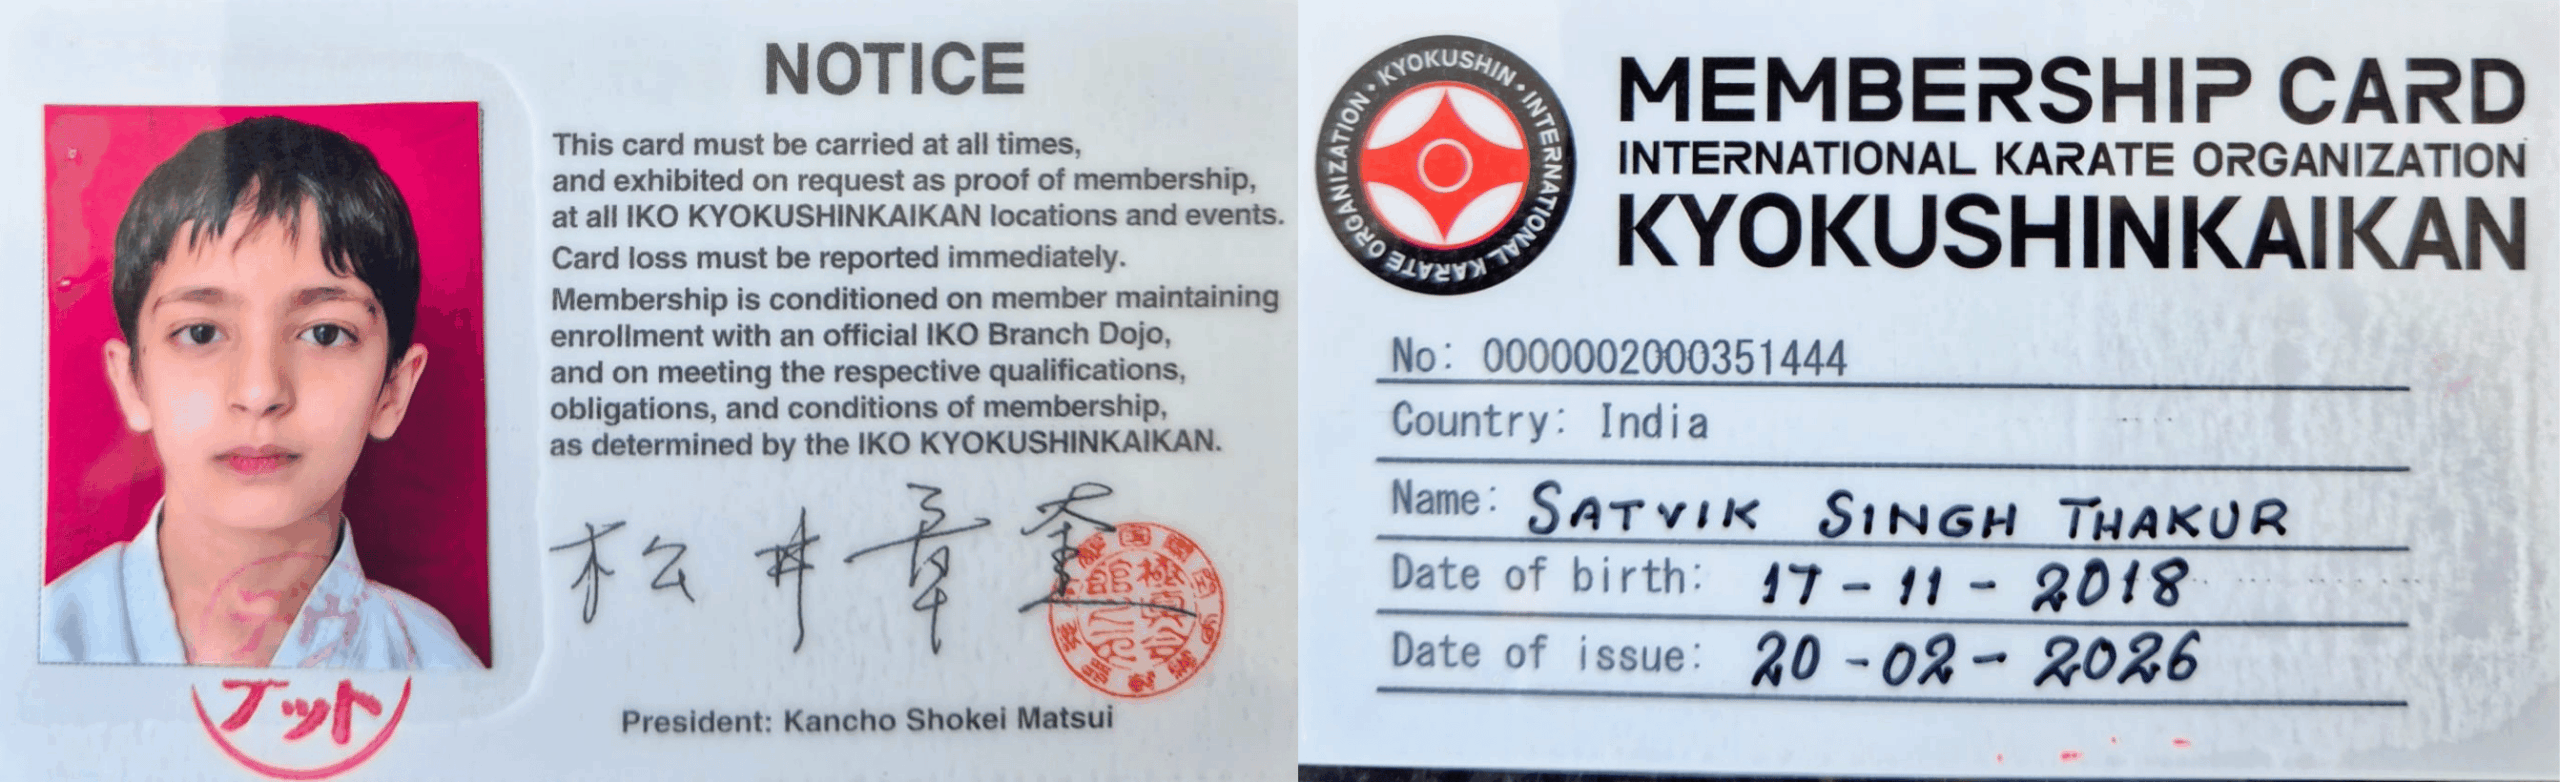 NOTICE
This card must be carried at all times,
and exhibited on request as proof of membership,
at all IKO KYOKUSHINKAIKAN locations and events.
Card loss must be reported immediately.
Membership is conditioned on member maintaining
enrollment with an official IKO Branch Dojo,
and on meeting the respective qualifications,
obligations, and conditions of membership,
as determined by the IKO KYOKUSHINKAIKAN.
松井章奎
President: Kancho Shokei Matsui
KYOKUSHIN · INTERNATIONAL KARATE ORGANIZATION ·
MEMBERSHIP CARD
INTERNATIONAL KARATE ORGANIZATION
KYOKUSHINKAIKAN
No: 0000002000351444
Country: India
Name: SATVIK SINGH THAKUR
Date of birth: 17-11-2018
Date of issue: 20-02-2026